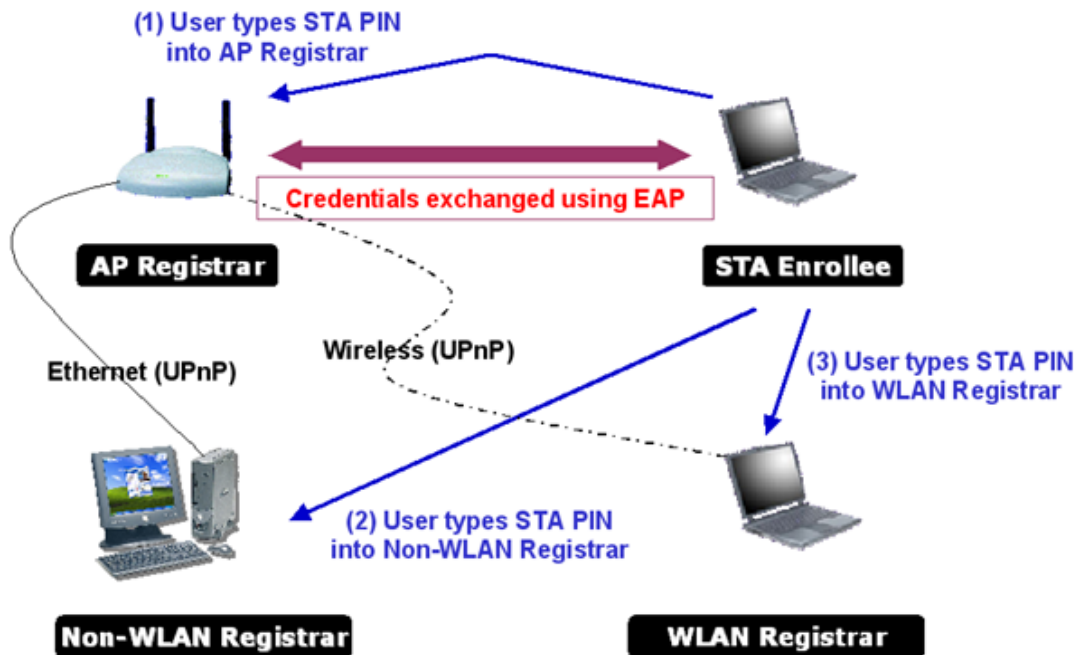 (1) User types STA PIN
into AP Registrar
Credentials exchanged using EAP
AP Registrar
STA Enrollee
Ethernet (UPnP)
Wireless (UPnP)
(3) User types STA PIN
into WLAN Registrar
(2) User types STA PIN
into Non-WLAN Registrar
Non-WLAN Registrar
WLAN Registrar